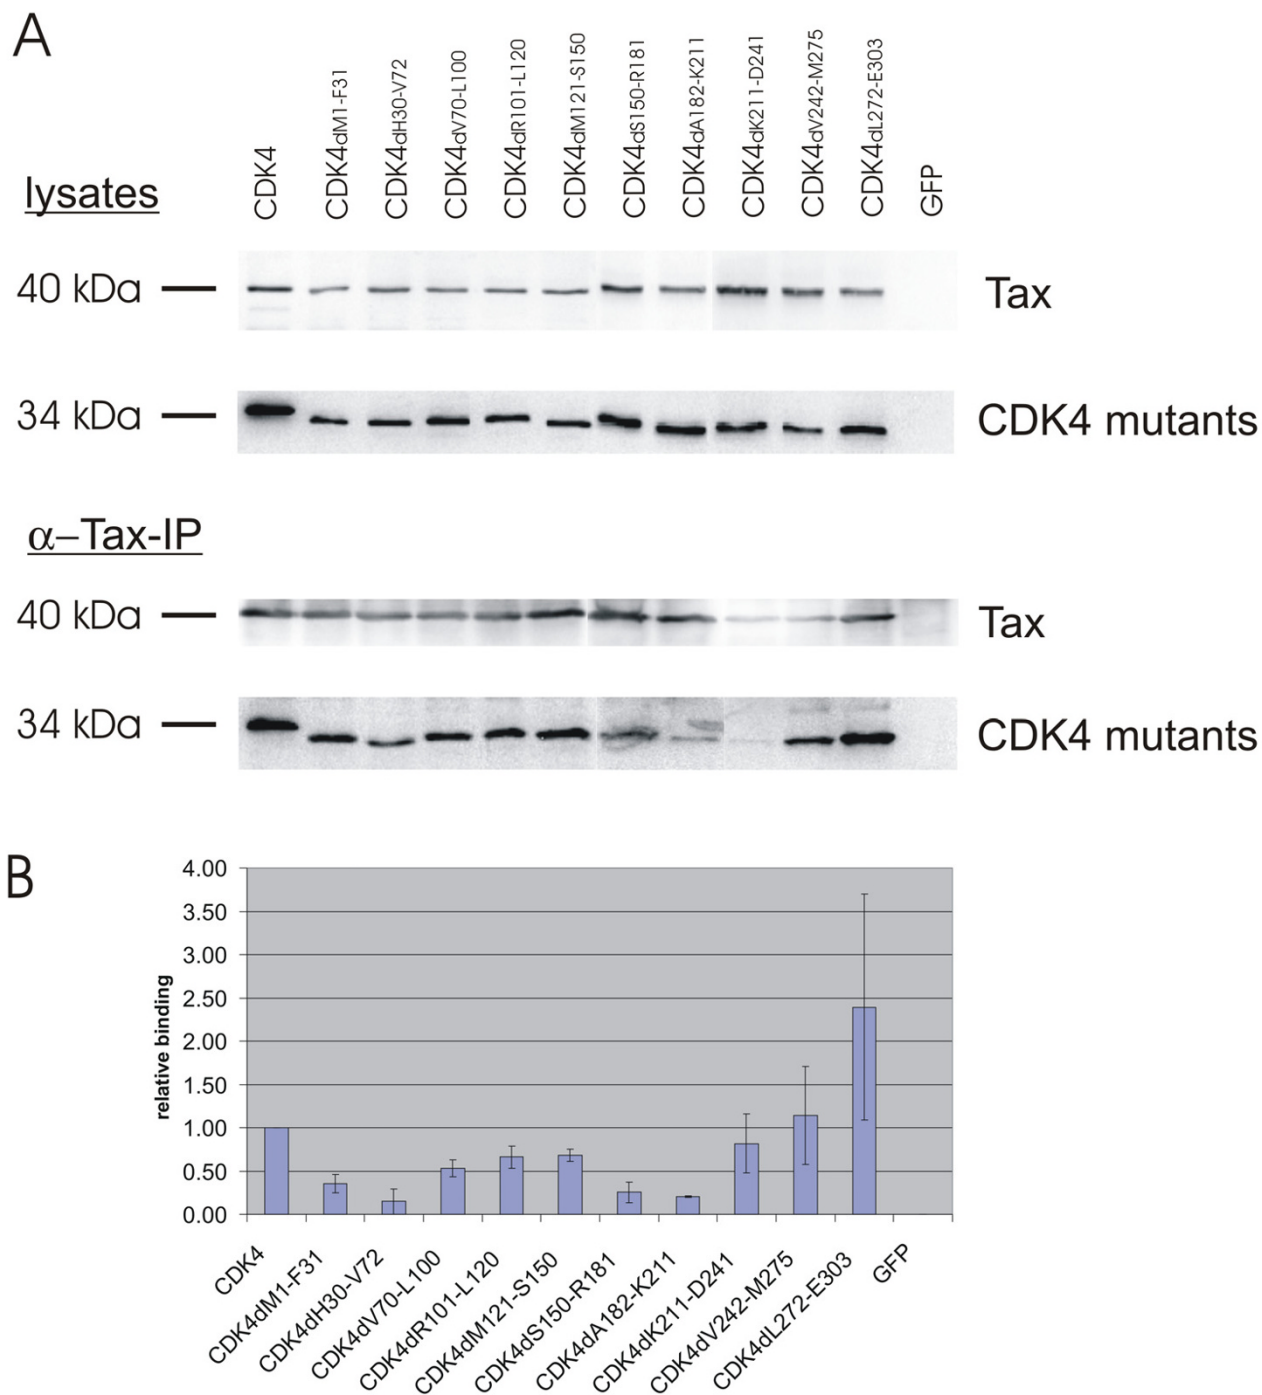 A
CDK4
CDK4dM1-F31
CDK4dH30-V72
CDK4dV70-L100
CDK4dR101-L120
CDK4dM121-S150
CDK4dS150-R181
CDK4dA182-K211
CDK4dK211-D241
CDK4dV242-M275
CDK4dL272-E303
GFP
lysates
40 kDa
Tax
34 kDa
CDK4 mutants
α–Tax-IP
40 kDa
Tax
34 kDa
CDK4 mutants
B
relative binding
4.00
3.50
3.00
2.50
2.00
1.50
1.00
0.50
0.00
CDK4
CDK4dM1-F31
CDK4dH30-V72
CDK4dV70-L100
CDK4dR101-L120
CDK4dM121-S150
CDK4dS150-R181
CDK4dA182-K211
CDK4dK211-D241
CDK4dV242-M275
CDK4dL272-E303
GFP